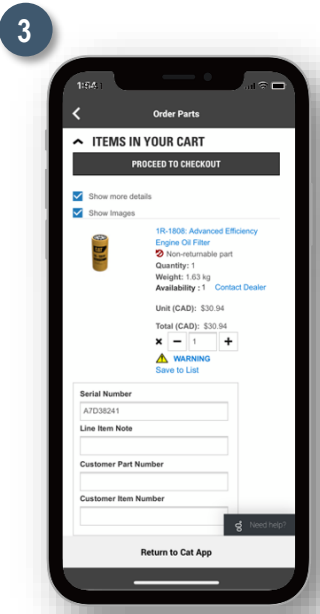 3
1:54
Order Parts
ITEMS IN YOUR CART
PROCEED TO CHECKOUT
Show more details
Show Images
1R-1808: Advanced Efficiency
Engine Oil Filter
Non-returnable part
Quantity: 1
Weight: 1.63 kg
Availability : 1 Contact Dealer
Unit (CAD): $30.94
Total (CAD): $30.94
1
WARNING
Save to List
Serial Number
A7D38241
Line Item Note
Customer Part Number
Customer Item Number
Need help?
Return to Cat App